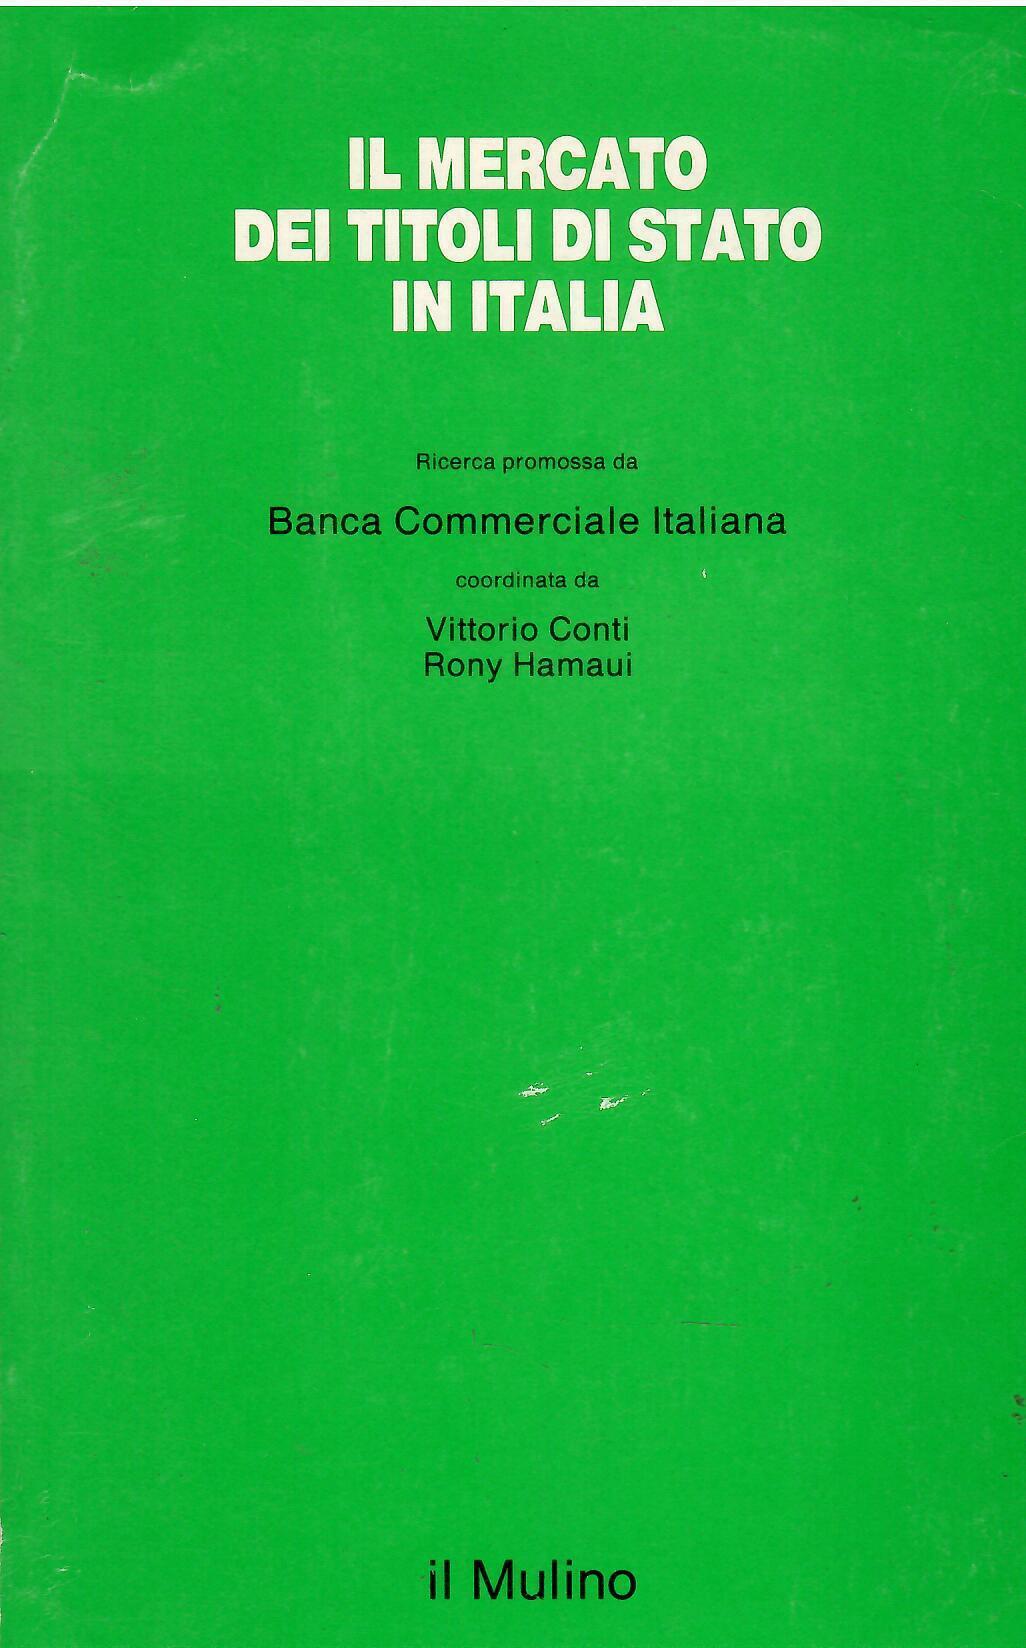 IL MERCATO
DEI TITOLI DI STATO
IN ITALIA
Ricerca promossa da
Banca Commerciale Italiana
coordinata da
Vittorio Conti
Rony Hamaui
il Mulino